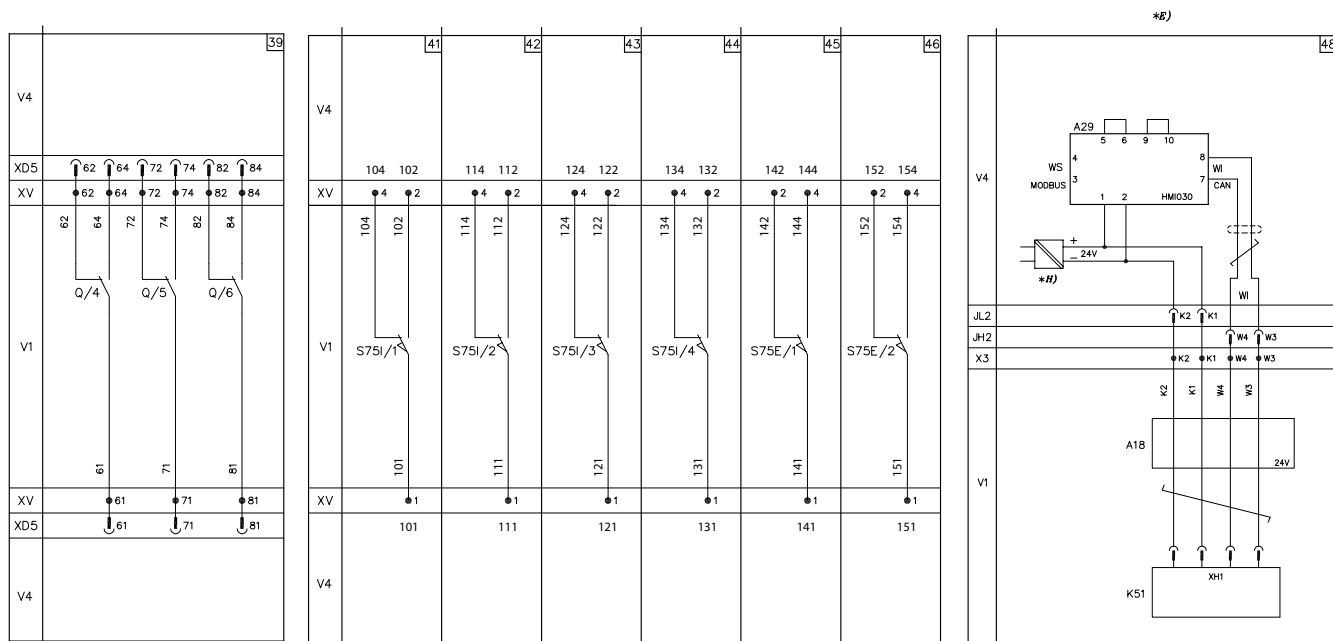 *E)
39
V4
XD5 62 64 72 74 82 84
XV 62 64 72 74 82 84
62 64 72 74 82 84
Q/4 Q/5 Q/6
V1
61 71 81
XV 61 71 81
XD5 61 71 81
V4
41 42 43 44 45 46
V4
104 102 114 112 124 122 134 132 142 144 152 154
XV 4 2 4 2 4 2 4 2 2 4 2 4
104 102 114 112 124 122 134 132 142 144 152 154
V1
S75I/1 S75I/2 S75I/3 S75I/4 S75E/1 S75E/2
101 111 121 131 141 151
XV 1 1 1 1 1 1
101 111 121 131 141 151
V4
48
A29
5 6 9 10
4 8
WS WI
V4
3 7
MODBUS CAN
1 2 HMI030
+
24V
−
*H)
WI
JL2 K2 K1
JH2 W4 W3
X3 K2 K1 W4 W3
K2 K1 W4 W3
A18
24V
V1
XH1
K51